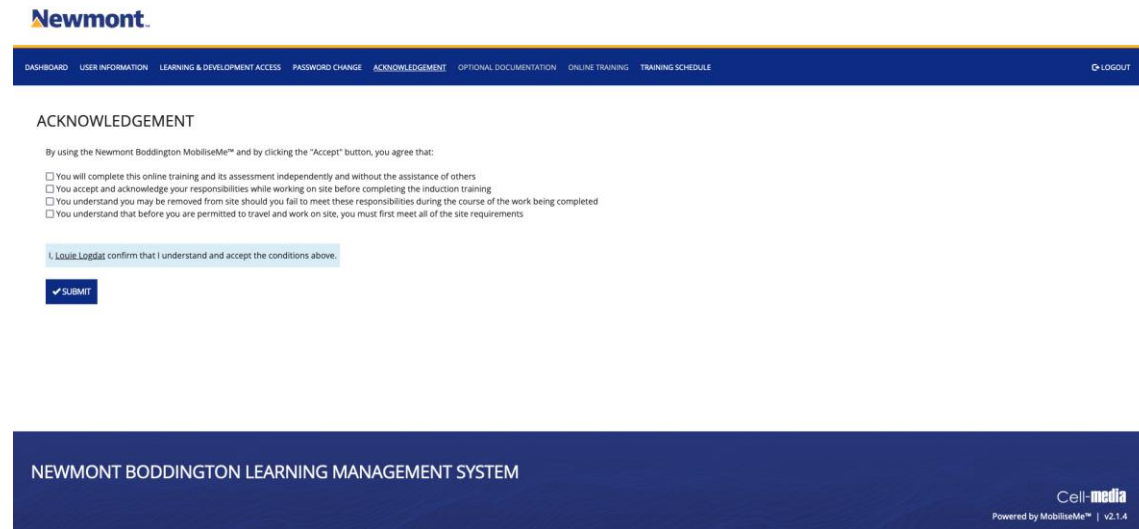 Newmont™
DASHBOARD USER INFORMATION LEARNING & DEVELOPMENT ACCESS PASSWORD CHANGE ACKNOWLEDGEMENT OPTIONAL DOCUMENTATION ONLINE TRAINING TRAINING SCHEDULE LOGOUT
ACKNOWLEDGEMENT
By using the Newmont Boddington MobiliseMe™ and by clicking the "Accept" button, you agree that:
You will complete this online training and its assessment independently and without the assistance of others
You accept and acknowledge your responsibilities while working on site before completing the induction training
You understand you may be removed from site should you fail to meet these responsibilities during the course of the work being completed
You understand that before you are permitted to travel and work on site, you must first meet all of the site requirements
I, Louie Logdat confirm that I understand and accept the conditions above.
SUBMIT
NEWMONT BODDINGTON LEARNING MANAGEMENT SYSTEM
Cell-media
Powered by MobiliseMe™ | v2.1.4